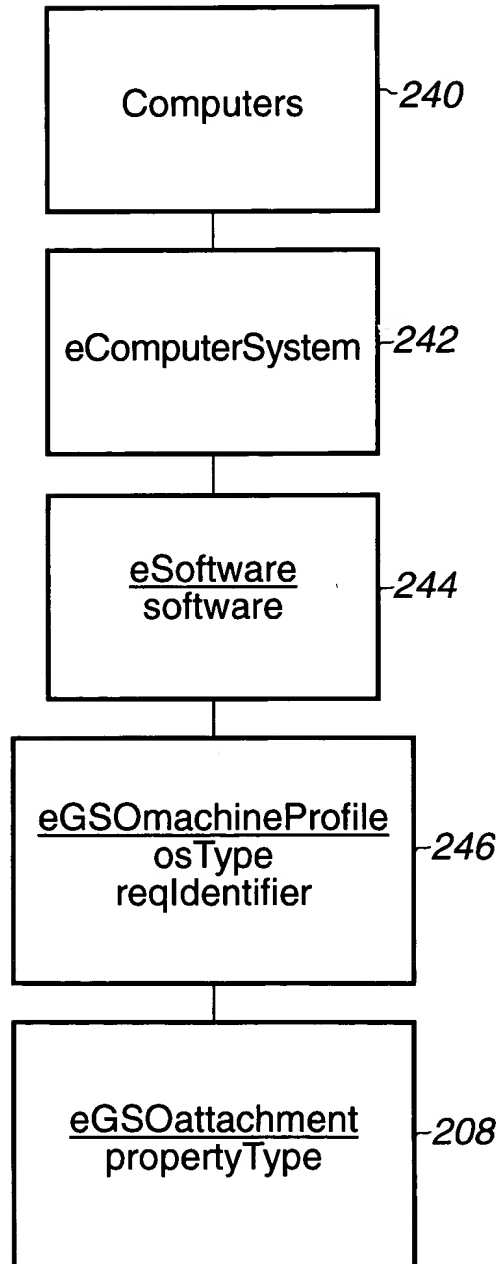 Computers
240
eComputerSystem
242
eSoftware
software
244
eGSOmachineProfile
osType
reqIdentifier
246
eGSOattachment
propertyType
208